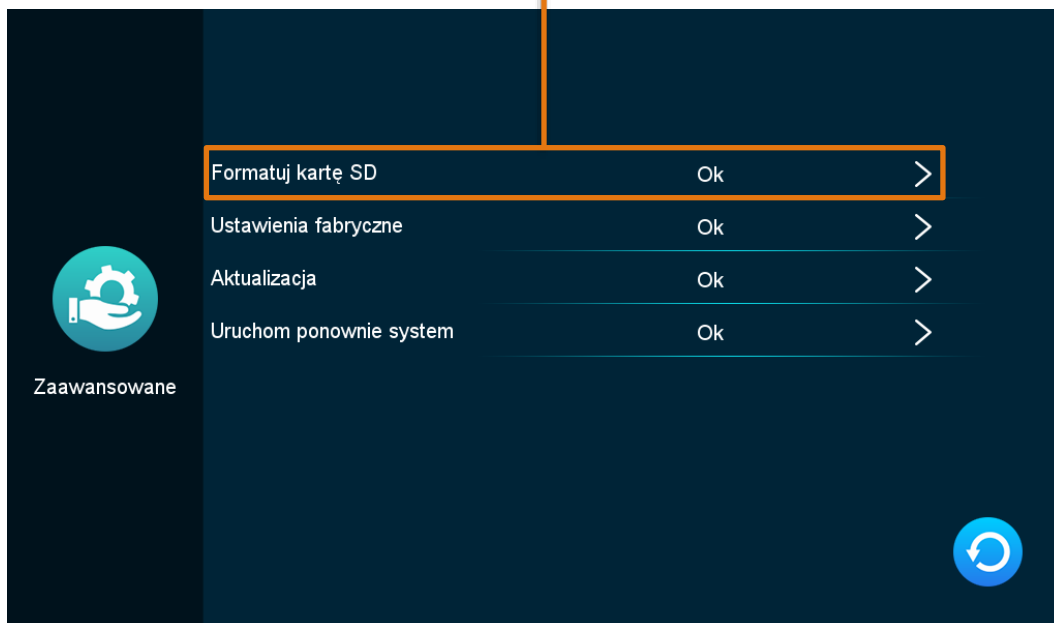 Formatuj kartę SD Ok
Ustawienia fabryczne Ok
Aktualizacja Ok
Uruchom ponownie system Ok
Zaawansowane